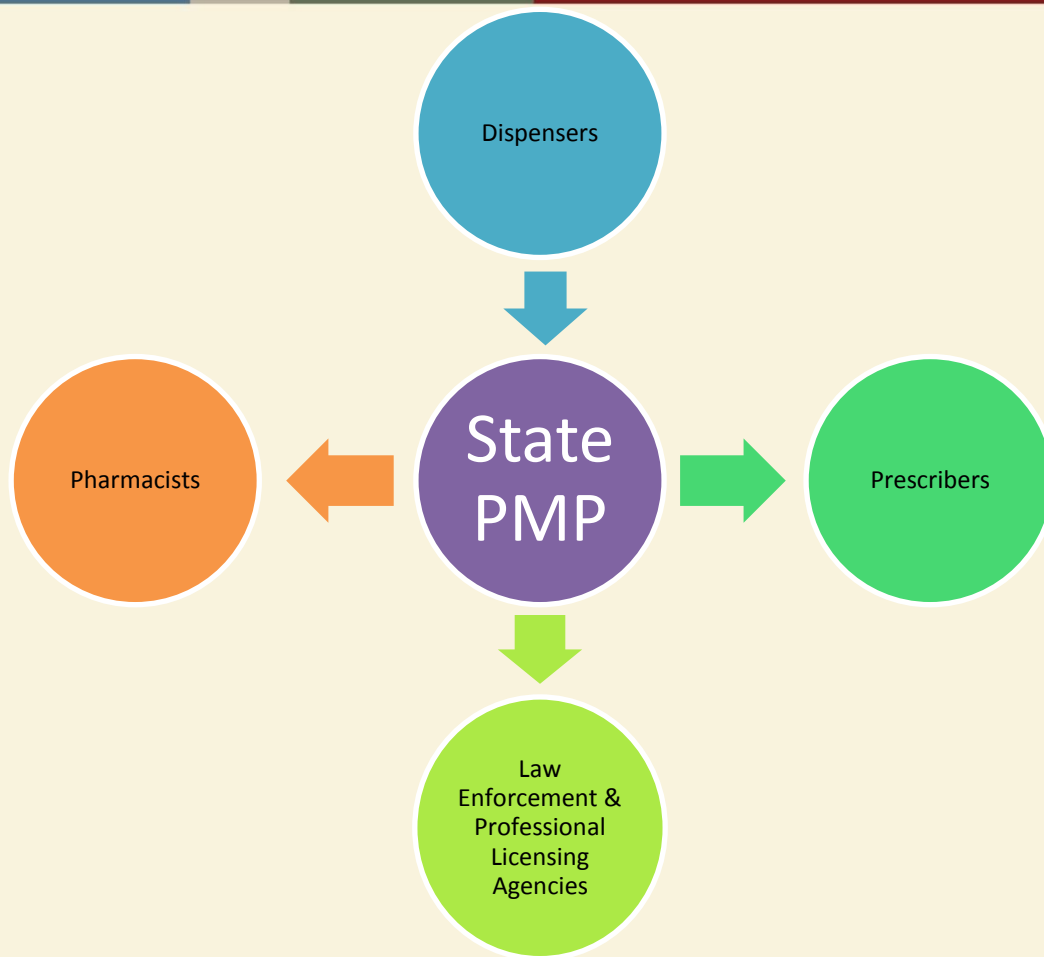 Dispensers
Pharmacists
State
PMP
Prescribers
Law
Enforcement &
Professional
Licensing
Agencies